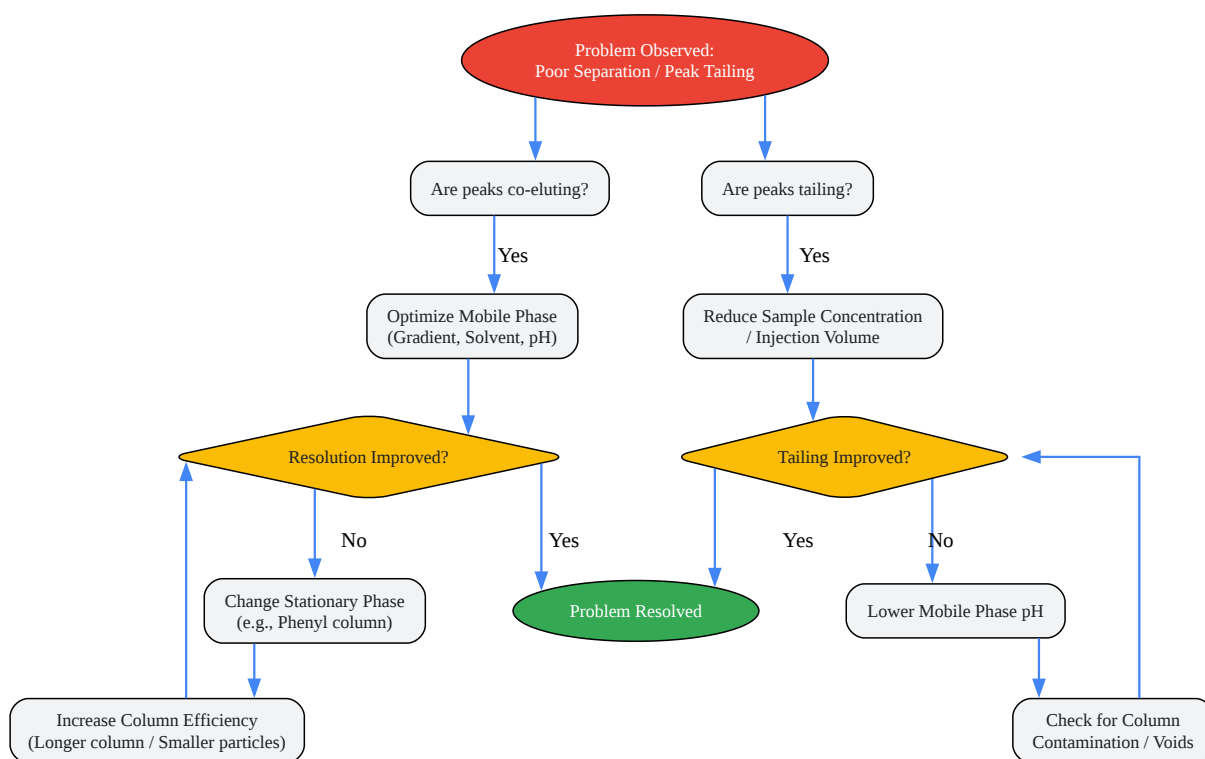 Problem Observed:
Poor Separation / Peak Tailing
Are peaks co-eluting?
Are peaks tailing?
Yes
Yes
Optimize Mobile Phase
(Gradient, Solvent, pH)
Reduce Sample Concentration
/ Injection Volume
Resolution Improved?
Tailing Improved?
No
Yes
Yes
No
Change Stationary Phase
(e.g., Phenyl column)
Problem Resolved
Lower Mobile Phase pH
Increase Column Efficiency
(Longer column / Smaller particles)
Check for Column
Contamination / Voids